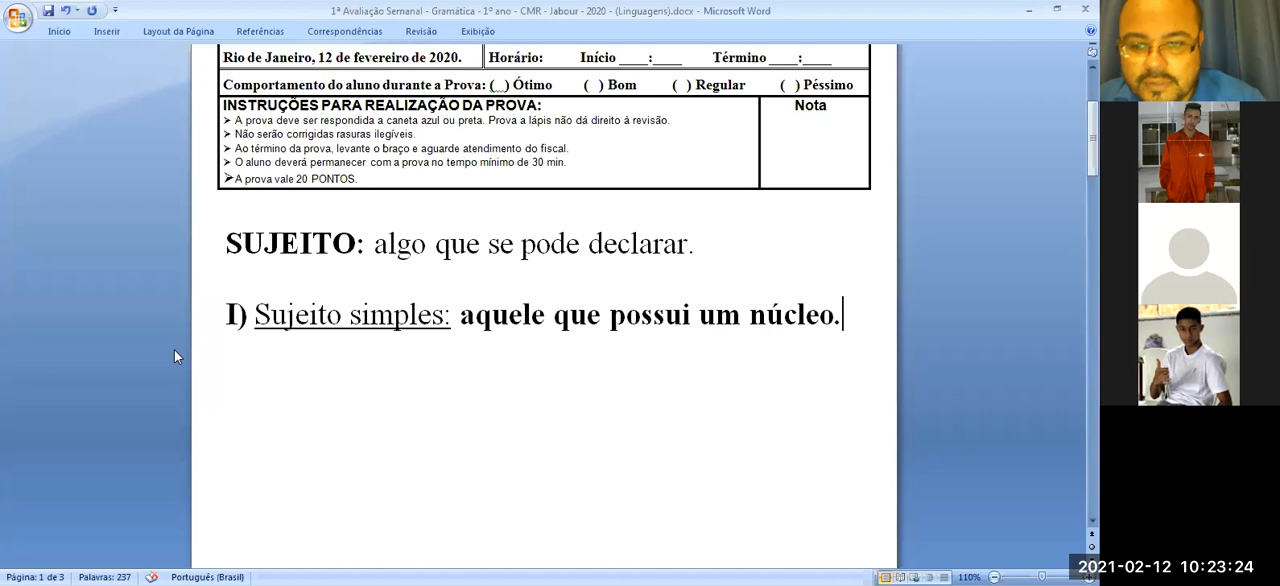 1ª Avaliação Semanal - Gramática - 1º ano - CMR - Jabour - 2020 - (Linguagens).docx - Microsoft Word
Início Inserir Layout da Página Referências Correspondências Revisão Exibição
Rio de Janeiro, 12 de fevereiro de 2020. Horário: Início ____:____ Término ____:____
Comportamento do aluno durante a Prova: ( ) Ótimo ( ) Bom ( ) Regular ( ) Péssimo
INSTRUÇÕES PARA REALIZAÇÃO DA PROVA: Nota
➤ A prova deve ser respondida a caneta azul ou preta. Prova a lápis não dá direito à revisão.
➤ Não serão corrigidas rasuras ilegíveis.
➤ Ao término da prova, levante o braço e aguarde atendimento do fiscal.
➤ O aluno deverá permanecer com a prova no tempo mínimo de 30 min.
➤ A prova vale 20 PONTOS.
SUJEITO: algo que se pode declarar.
I) Sujeito simples: aquele que possui um núcleo.
Página: 1 de 3 Palavras: 237 Português (Brasil) 110%
2021-02-12 10:23:24